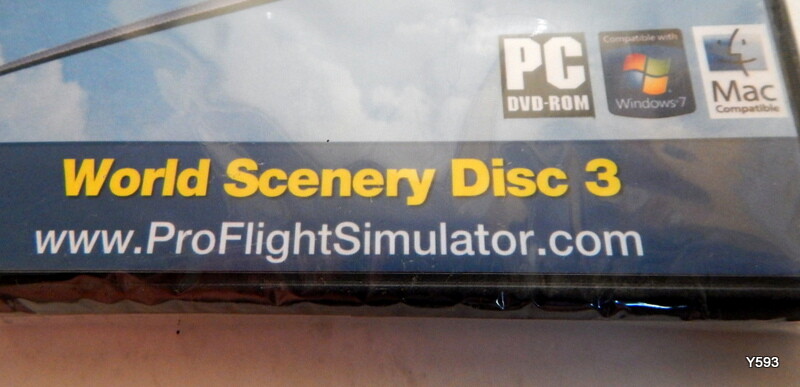 PC
DVD-ROM
Compatible with
Windows 7
Mac
Compatible
World Scenery Disc 3
www.ProFlightSimulator.com
Y593